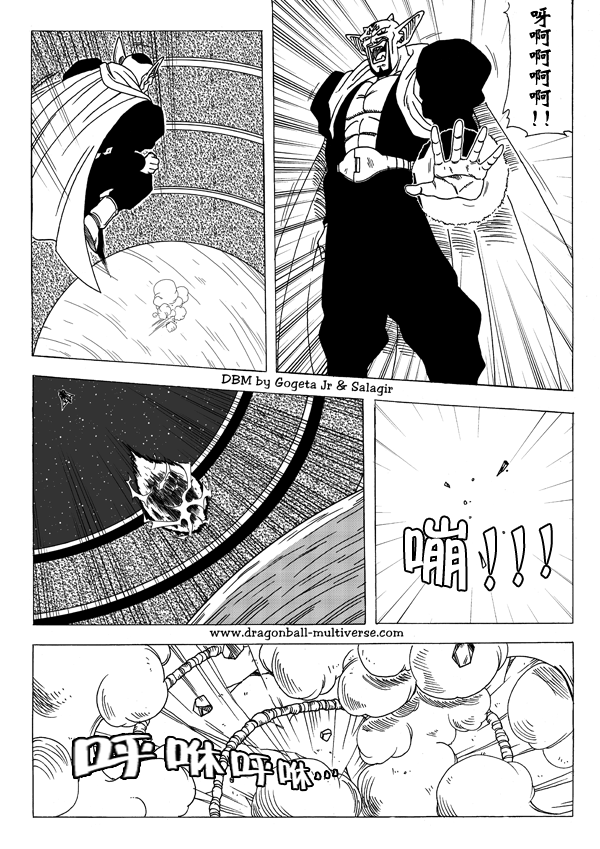 呀啊啊啊啊!!
DBM by Gogeta Jr & Salagir
嘣!!!
www.dragonball-multiverse.com
呼咻呼咻...